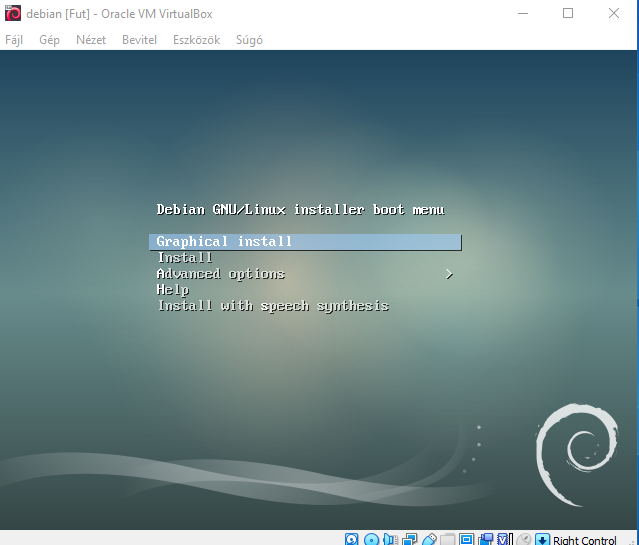 debian [Fut] - Oracle VM VirtualBox
Fájl Gép Nézet Bevitel Eszközök Súgó
Debian GNU/Linux installer boot menu
Graphical install
Install
Advanced options >
Help
Install with speech synthesis
Right Control